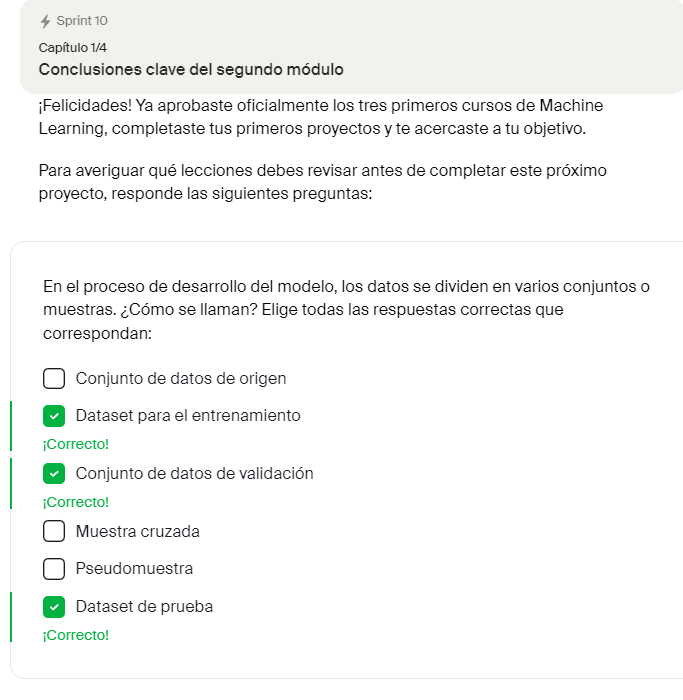 Sprint 10
Capítulo 1/4
Conclusiones clave del segundo módulo
¡Felicidades! Ya aprobaste oficialmente los tres primeros cursos de Machine
Learning, completaste tus primeros proyectos y te acercaste a tu objetivo.
Para averiguar qué lecciones debes revisar antes de completar este próximo
proyecto, responde las siguientes preguntas:
En el proceso de desarrollo del modelo, los datos se dividen en varios conjuntos o
muestras. ¿Cómo se llaman? Elige todas las respuestas correctas que
correspondan:
Conjunto de datos de origen
Dataset para el entrenamiento
¡Correcto!
Conjunto de datos de validación
¡Correcto!
Muestra cruzada
Pseudomuestra
Dataset de prueba
¡Correcto!